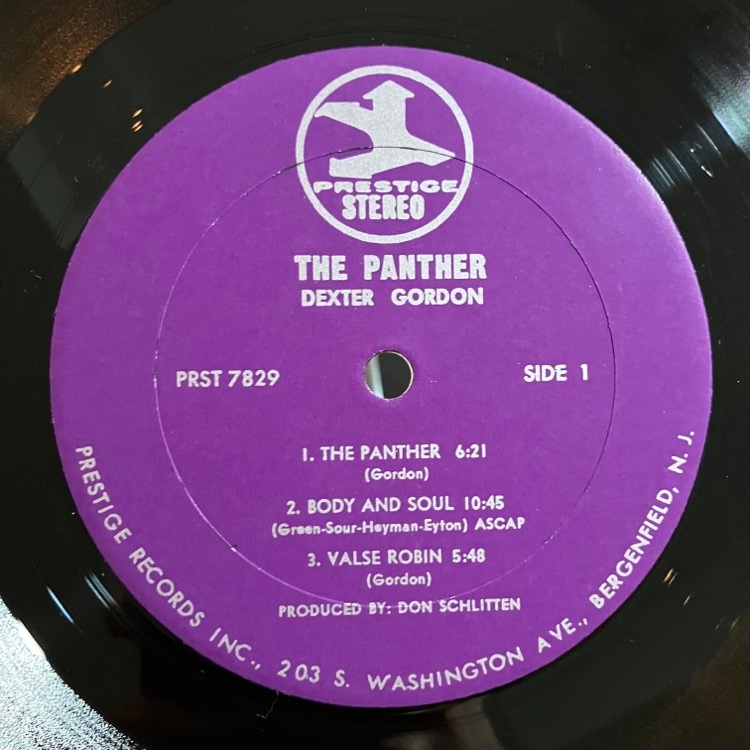 PRESTIGE
STEREO
THE PANTHER
DEXTER GORDON
PRST 7829
SIDE 1
1. THE PANTHER 6:21
(Gordon)
2. BODY AND SOUL 10:45
(Green-Sour-Heyman-Eyton) ASCAP
3. VALSE ROBIN 5:48
(Gordon)
PRODUCED BY: DON SCHLITTEN
PRESTIGE RECORDS INC., 203 S. WASHINGTON AVE., BERGENFIELD, N. J.